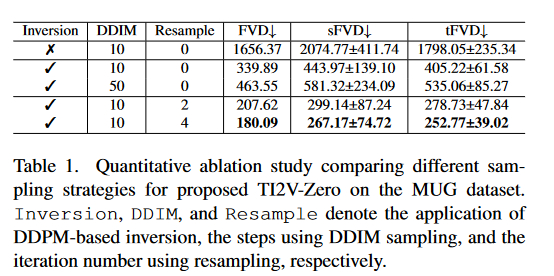 Inversion DDIM Resample FVD↓ sFVD↓ tFVD↓
✗ 10 0 1656.37 2074.77±411.74 1798.05±235.34
✓ 10 0 339.89 443.97±139.10 405.22±61.58
✓ 50 0 463.55 581.32±234.09 535.06±85.27
✓ 10 2 207.62 299.14±87.24 278.73±47.84
✓ 10 4 180.09 267.17±74.72 252.77±39.02
Table 1. Quantitative ablation study comparing different sam-
pling strategies for proposed TI2V-Zero on the MUG dataset.
Inversion, DDIM, and Resample denote the application of
DDPM-based inversion, the steps using DDIM sampling, and the
iteration number using resampling, respectively.